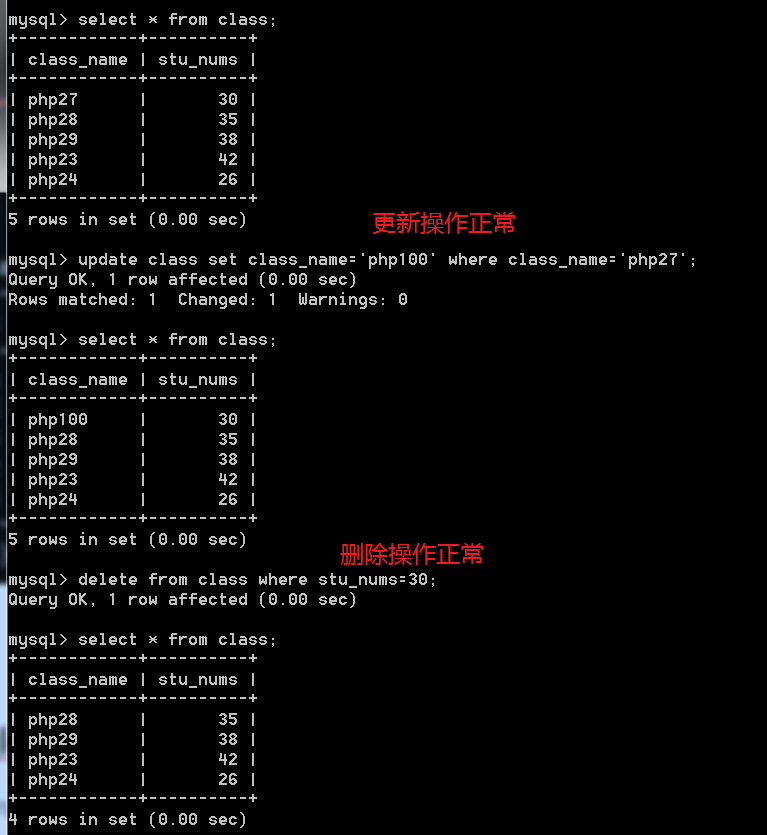 mysql> select * from class;
+------------+----------+
| class_name | stu_nums |
+------------+----------+
| php27      |       30 |
| php28      |       35 |
| php29      |       38 |
| php23      |       42 |
| php24      |       26 |
+------------+----------+
5 rows in set (0.00 sec)
更新操作正常
mysql> update class set class_name='php100' where class_name='php27';
Query OK, 1 row affected (0.00 sec)
Rows matched: 1  Changed: 1  Warnings: 0
mysql> select * from class;
+------------+----------+
| class_name | stu_nums |
+------------+----------+
| php100     |       30 |
| php28      |       35 |
| php29      |       38 |
| php23      |       42 |
| php24      |       26 |
+------------+----------+
5 rows in set (0.00 sec)
删除操作正常
mysql> delete from class where stu_nums=30;
Query OK, 1 row affected (0.00 sec)
mysql> select * from class;
+------------+----------+
| class_name | stu_nums |
+------------+----------+
| php28      |       35 |
| php29      |       38 |
| php23      |       42 |
| php24      |       26 |
+------------+----------+
4 rows in set (0.00 sec)